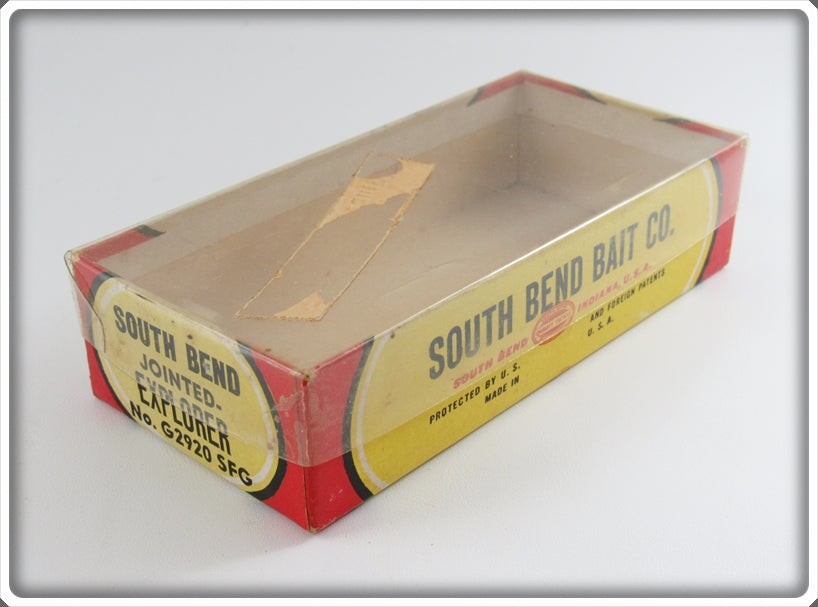 SOUTH BEND
JOINTED-
EXPLORER
No. G2920 SFG
SOUTH BEND BAIT CO.
SOUTH BEND INDIANA, U.S.A.
PROTECTED BY U. S. AND FOREIGN PATENTS
MADE IN U. S. A.